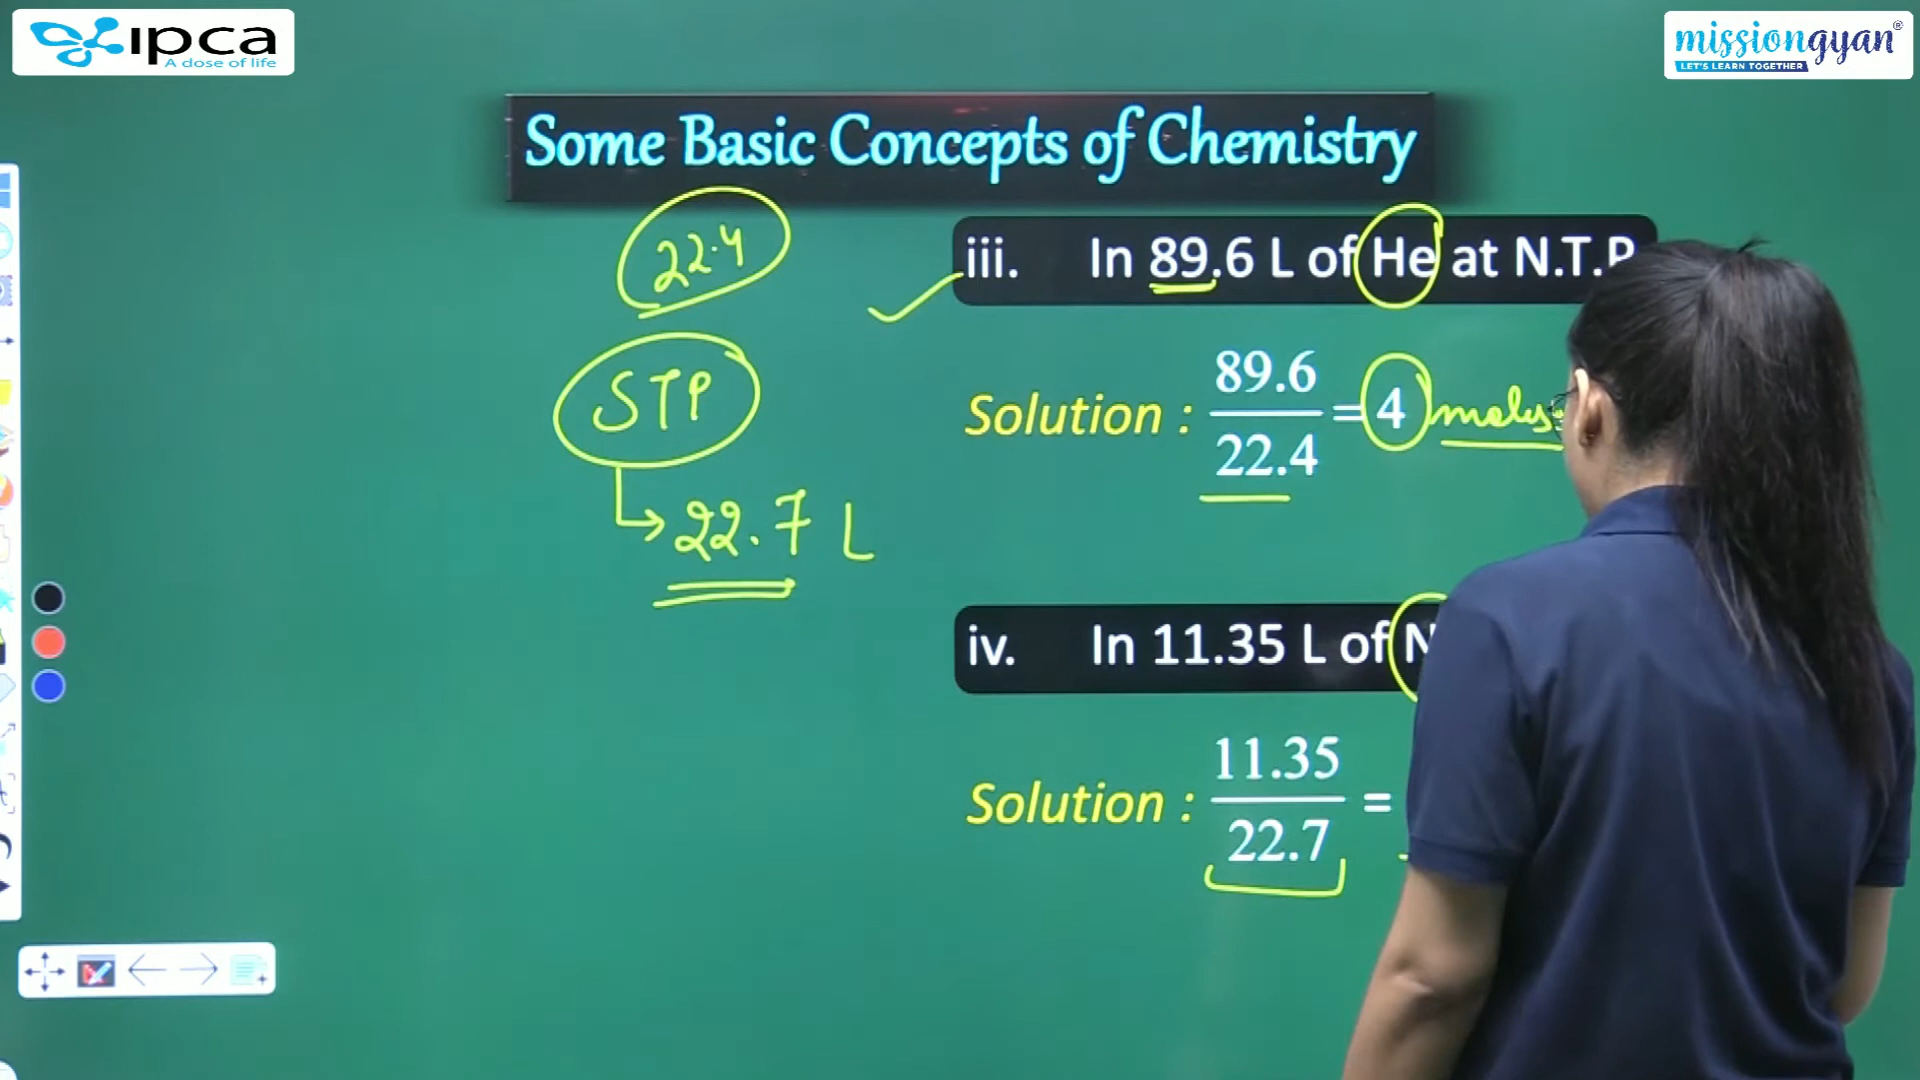 ipca
A dose of life
missiongyan®
LET'S LEARN TOGETHER
Some Basic Concepts of Chemistry
22.4
STP
22.7 L
iii. In 89.6 L of He at N.T.P
Solution : 89.6
22.4
= 4 moles
iv. In 11.35 L of N
Solution : 11.35
22.7
=